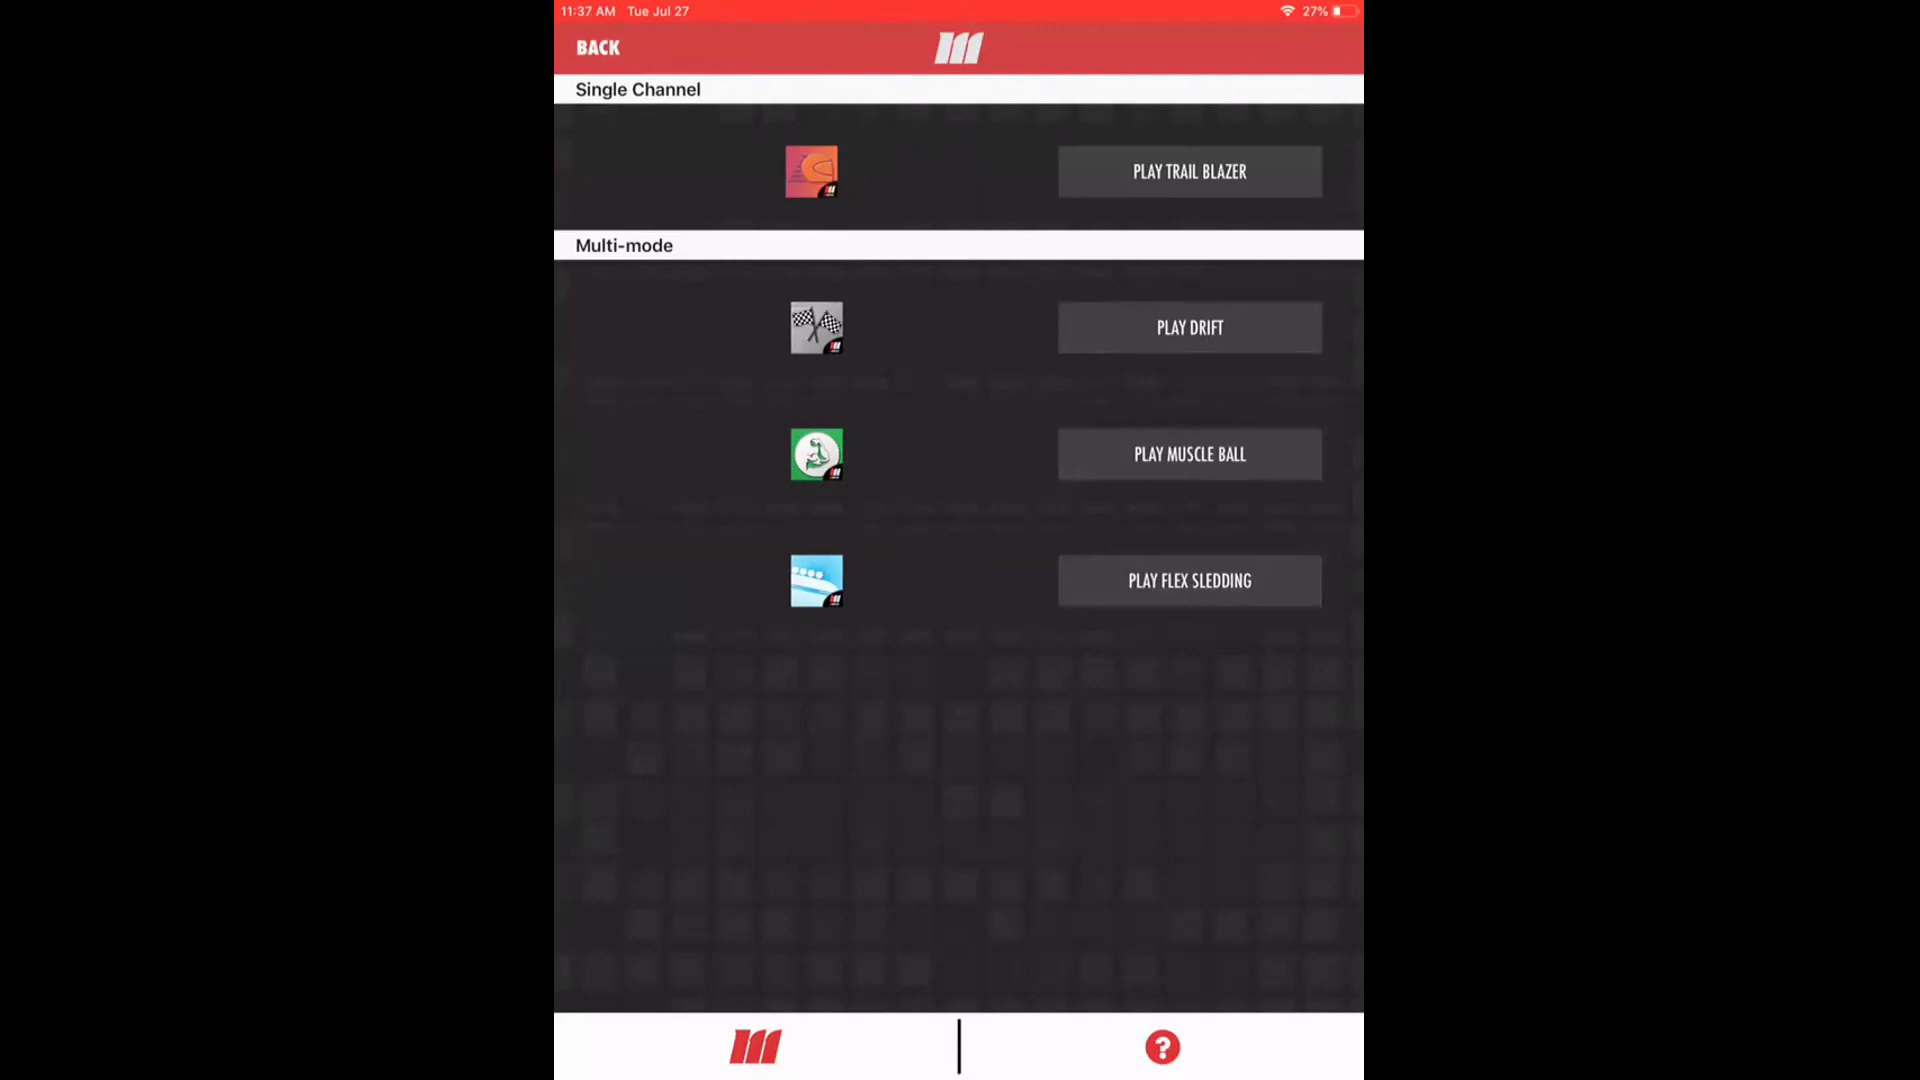 11:37 AM Tue Jul 27 27%
BACK
Single Channel
PLAY TRAIL BLAZER
Multi-mode
PLAY DRIFT
PLAY MUSCLE BALL
PLAY FLEX SLEDDING
?